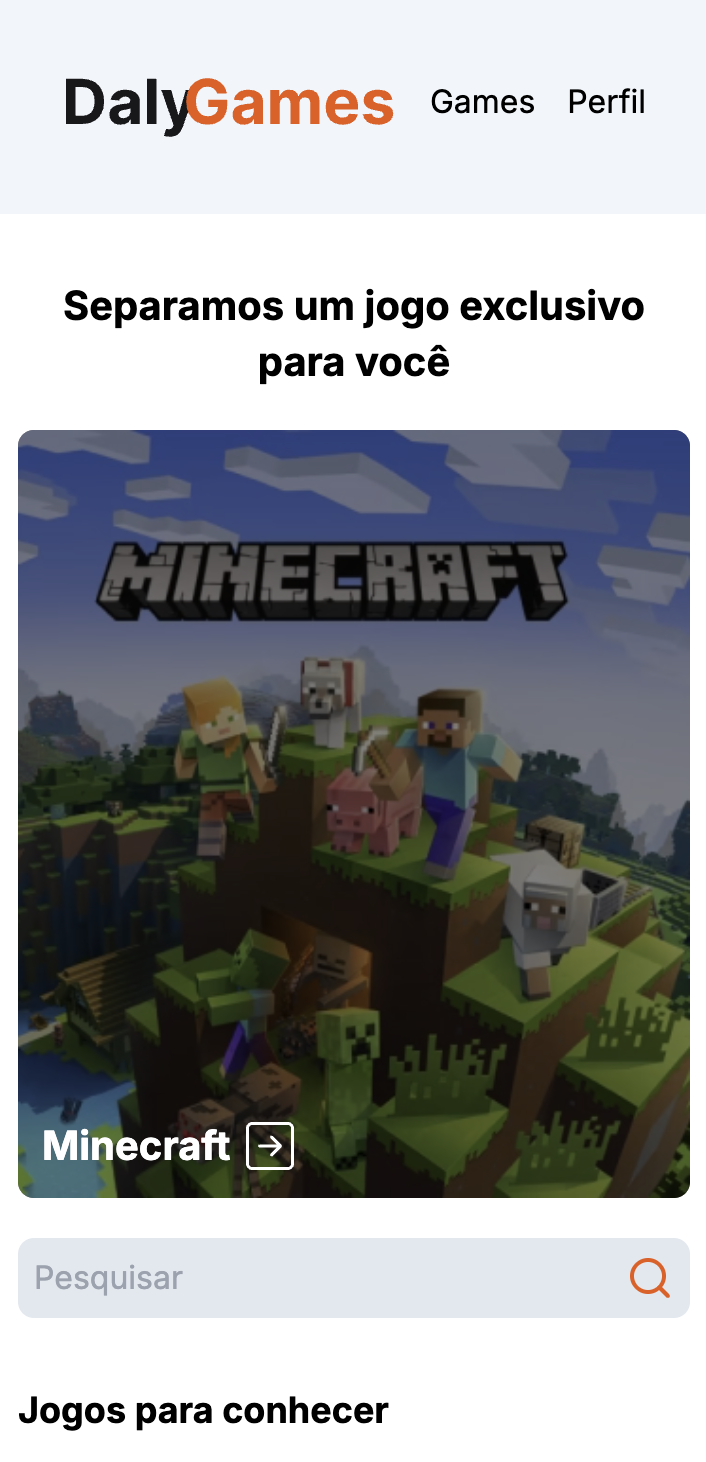 DalyGames Games Perfil
Separamos um jogo exclusivo
para você
MINECRAFT
Minecraft
Pesquisar
Jogos para conhecer